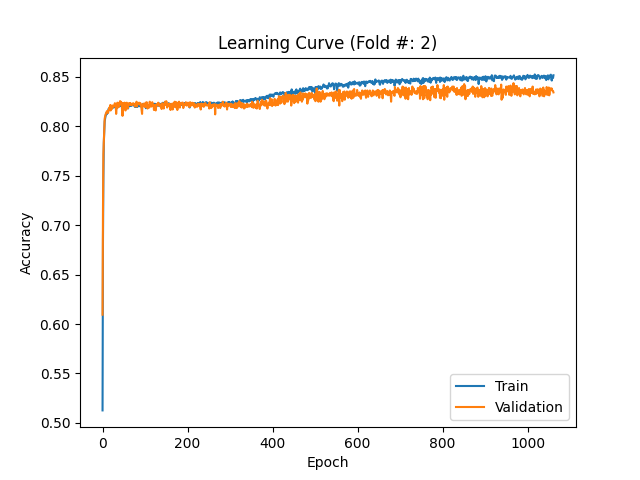 Learning Curve (Fold #: 2)
0.85
0.80
0.75
0.70
0.65
0.60
0.55
0.50
Accuracy
0 200 400 600 800 1000
Epoch
Train
Validation